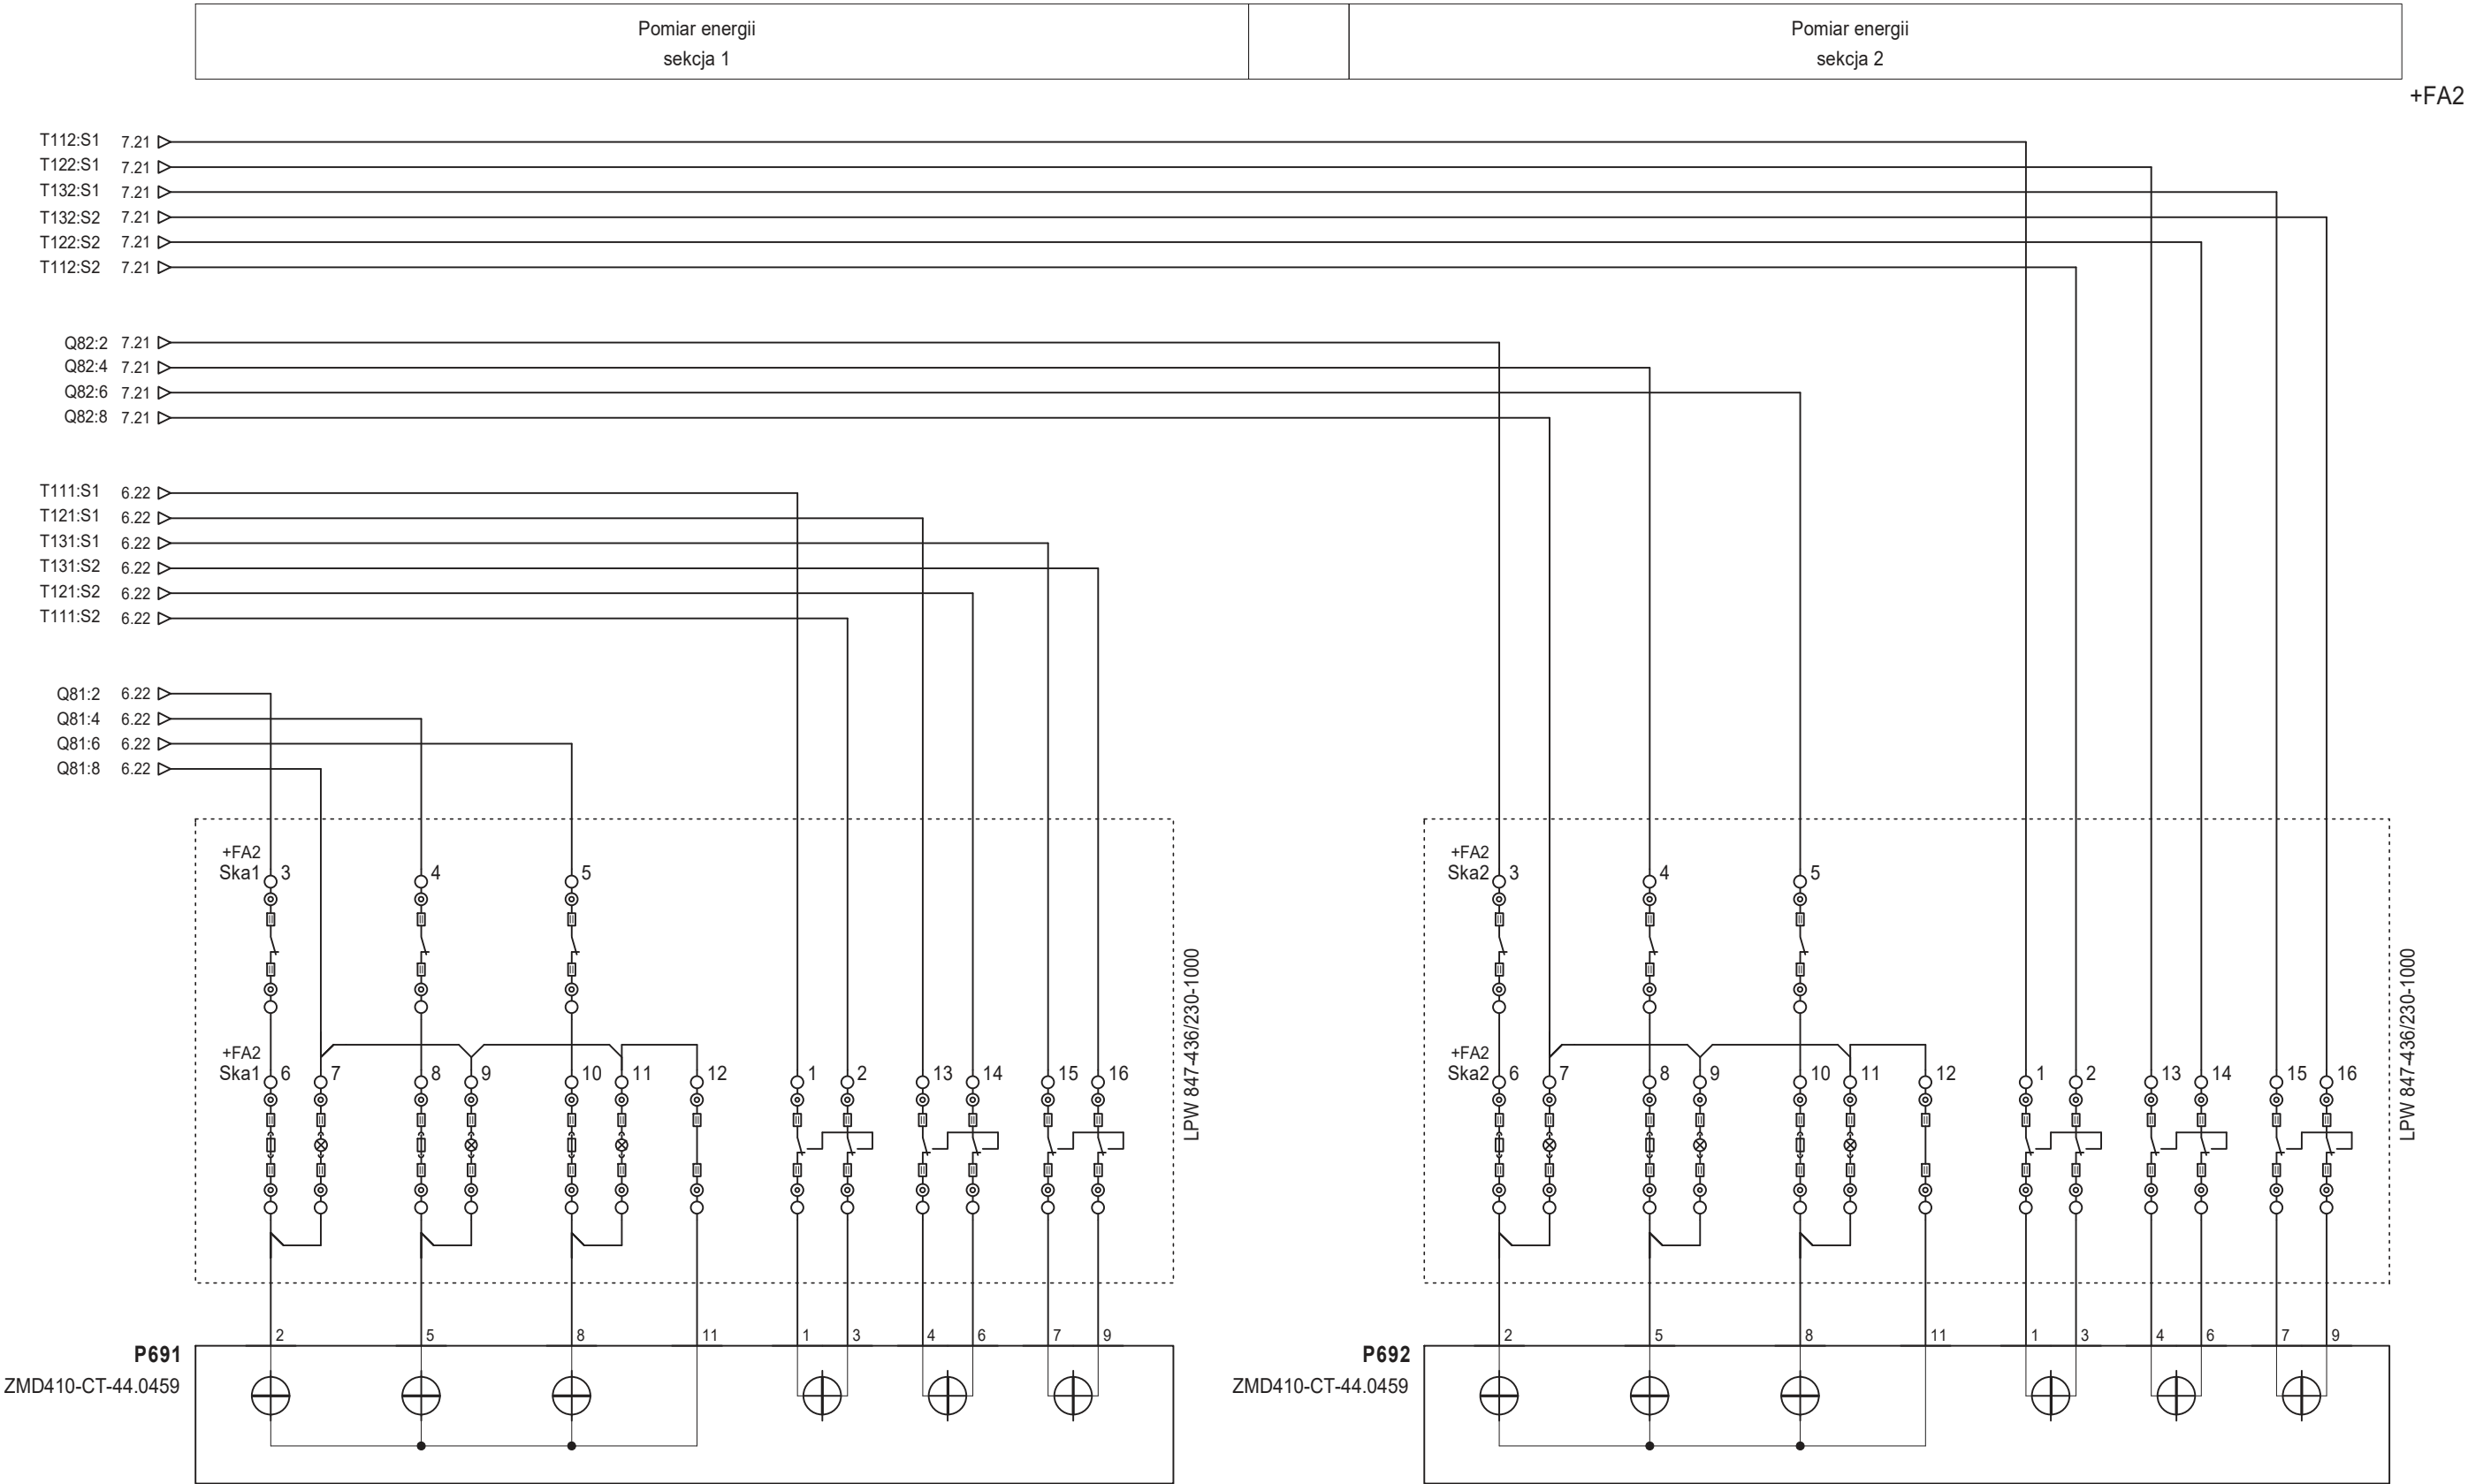 Pomiar energii
sekcja 1
Pomiar energii
sekcja 2
+FA2
T112:S1 7.21
T122:S1 7.21
T132:S1 7.21
T132:S2 7.21
T122:S2 7.21
T112:S2 7.21
Q82:2 7.21
Q82:4 7.21
Q82:6 7.21
Q82:8 7.21
T111:S1 6.22
T121:S1 6.22
T131:S1 6.22
T131:S2 6.22
T121:S2 6.22
T111:S2 6.22
Q81:2 6.22
Q81:4 6.22
Q81:6 6.22
Q81:8 6.22
+FA2
Ska1 3 4 5
+FA2
Ska1 6 7 8 9 10 11 12 1 2 13 14 15 16
LPW 847-436/230-1000
+FA2
Ska2 3 4 5
+FA2
Ska2 6 7 8 9 10 11 12 1 2 13 14 15 16
LPW 847-436/230-1000
2 5 8 11 1 3 4 6 7 9
P691
ZMD410-CT-44.0459
2 5 8 11 1 3 4 6 7 9
P692
ZMD410-CT-44.0459